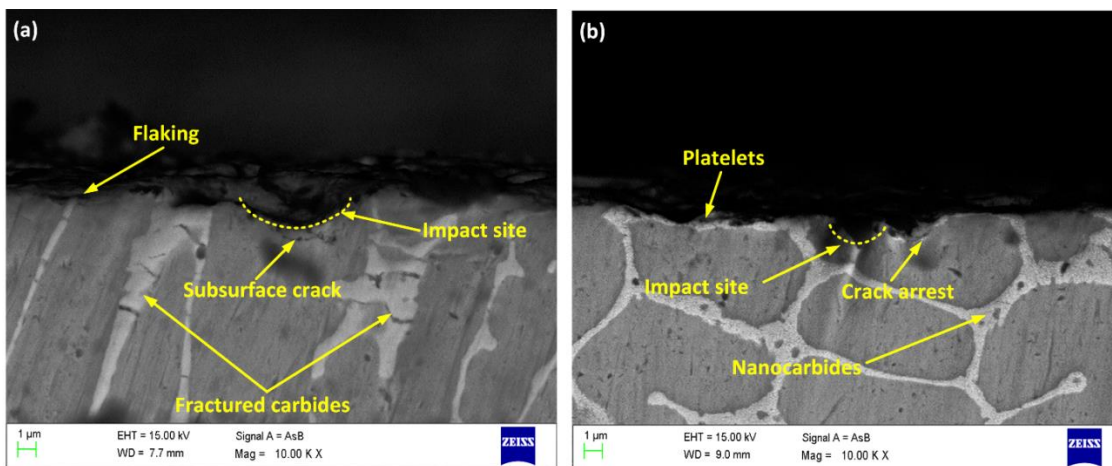 (a)
Flaking
Impact site
Subsurface crack
Fractured carbides
1 µm
EHT = 15.00 kV
WD = 7.7 mm
Signal A = AsB
Mag = 10.00 K X
ZEISS
(b)
Platelets
Impact site
Crack arrest
Nanocarbides
1 µm
EHT = 15.00 kV
WD = 9.0 mm
Signal A = AsB
Mag = 10.00 K X
ZEISS